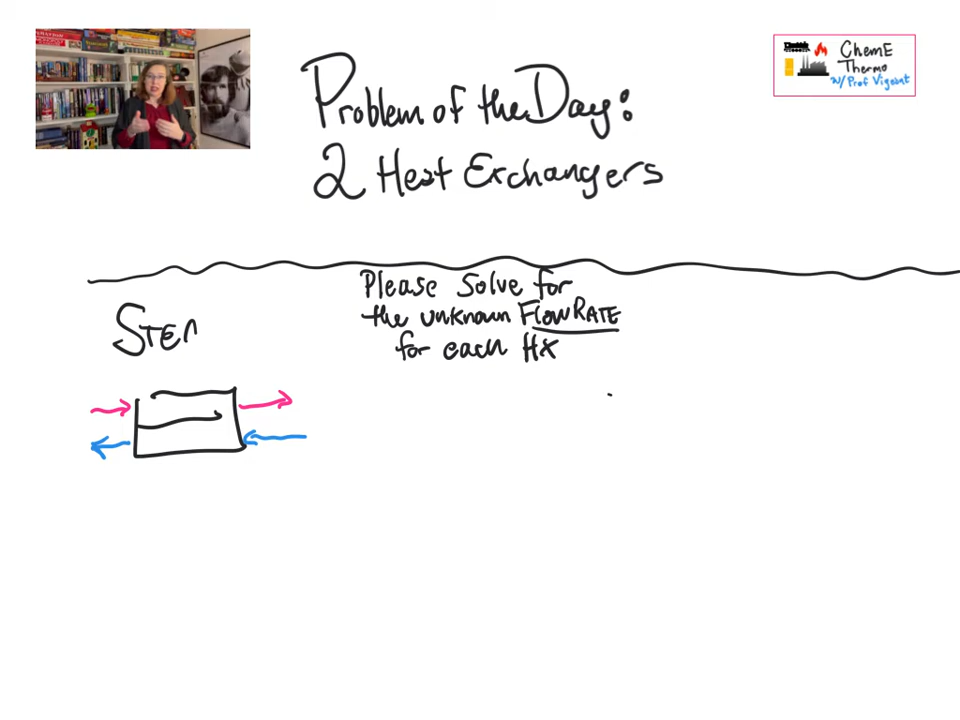 Problem of the Day:
2 Heat Exchangers
ChemE
Thermo
w/ Prof Vigeant
Please Solve for
the unknown FLOWRATE
for each HX